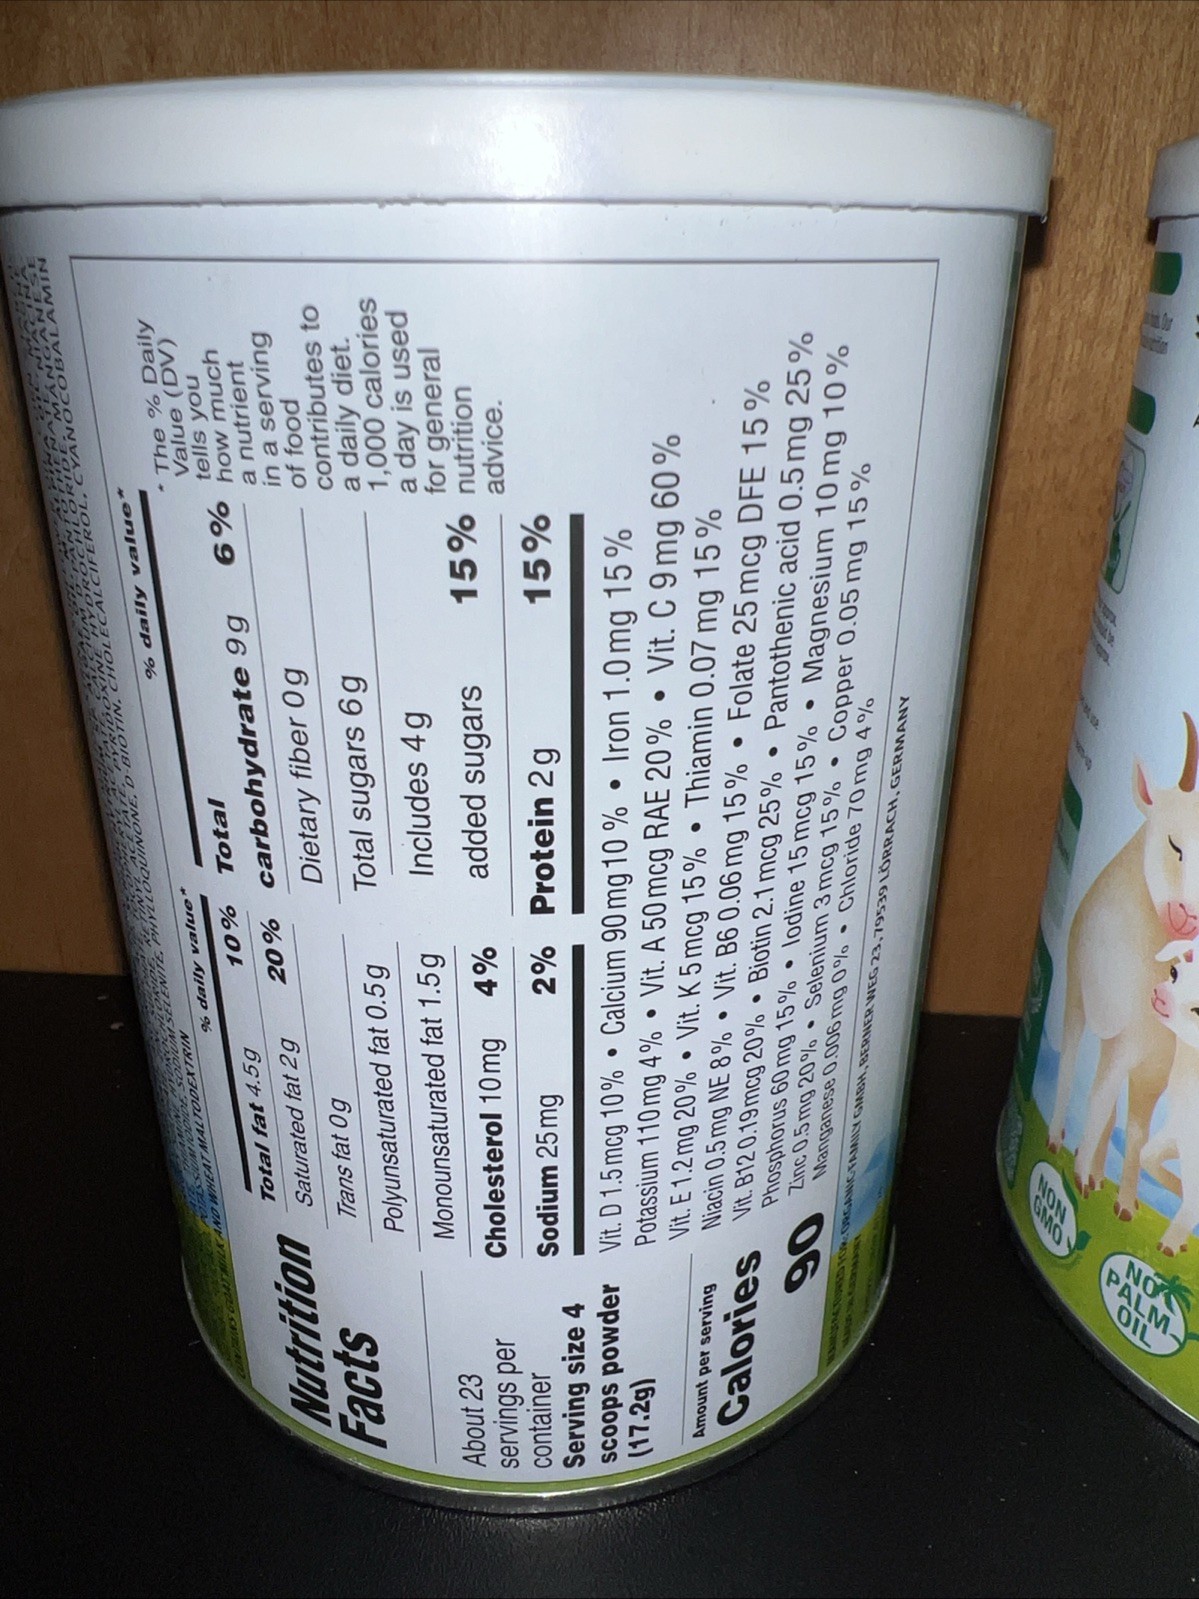 Nutrition
Facts
About 23
servings per
container
Serving size 4
scoops powder
(17.2g)
Amount per serving
Calories
90
% daily value*
Total fat 4.5g 10%
Saturated fat 2g 20%
Trans fat 0g
Polyunsaturated fat 0.5g
Monounsaturated fat 1.5g
Cholesterol 10mg 4%
Sodium 25mg 2%
% daily value*
Total
carbohydrate 9g 6%
Dietary fiber 0g
Total sugars 6g
Includes 4g
added sugars 15%
Protein 2g 15%
* The % Daily
Value (DV)
tells you
how much
a nutrient
in a serving
of food
contributes to
a daily diet.
1,000 calories
a day is used
for general
nutrition
advice.
Vit. D 1.5mcg 10% • Calcium 90mg 10% • Iron 1.0mg 15%
Potassium 110mg 4% • Vit. A 50mcg RAE 20% • Vit. C 9mg 60%
Vit. E 1.2mg 20% • Vit. K 5mcg 15% • Thiamin 0.07mg 15%
Niacin 0.5mg NE 8% • Vit. B6 0.06mg 15% • Folate 25mcg DFE 15%
Vit. B12 0.19mcg 20% • Biotin 2.1mcg 25% • Pantothenic acid 0.5mg 25%
Phosphorus 60mg 15% • Iodine 15mcg 15% • Magnesium 10mg 10%
Zinc 0.5mg 20% • Selenium 3mcg 15% • Copper 0.05mg 15%
Manganese 0.006mg 0% • Chloride 70mg 4%
ORGANIC FAMILY GMBH, BERNER WEG 23, 79539 LÖRRACH, GERMANY
NON
GMO
NO
PALM
OIL